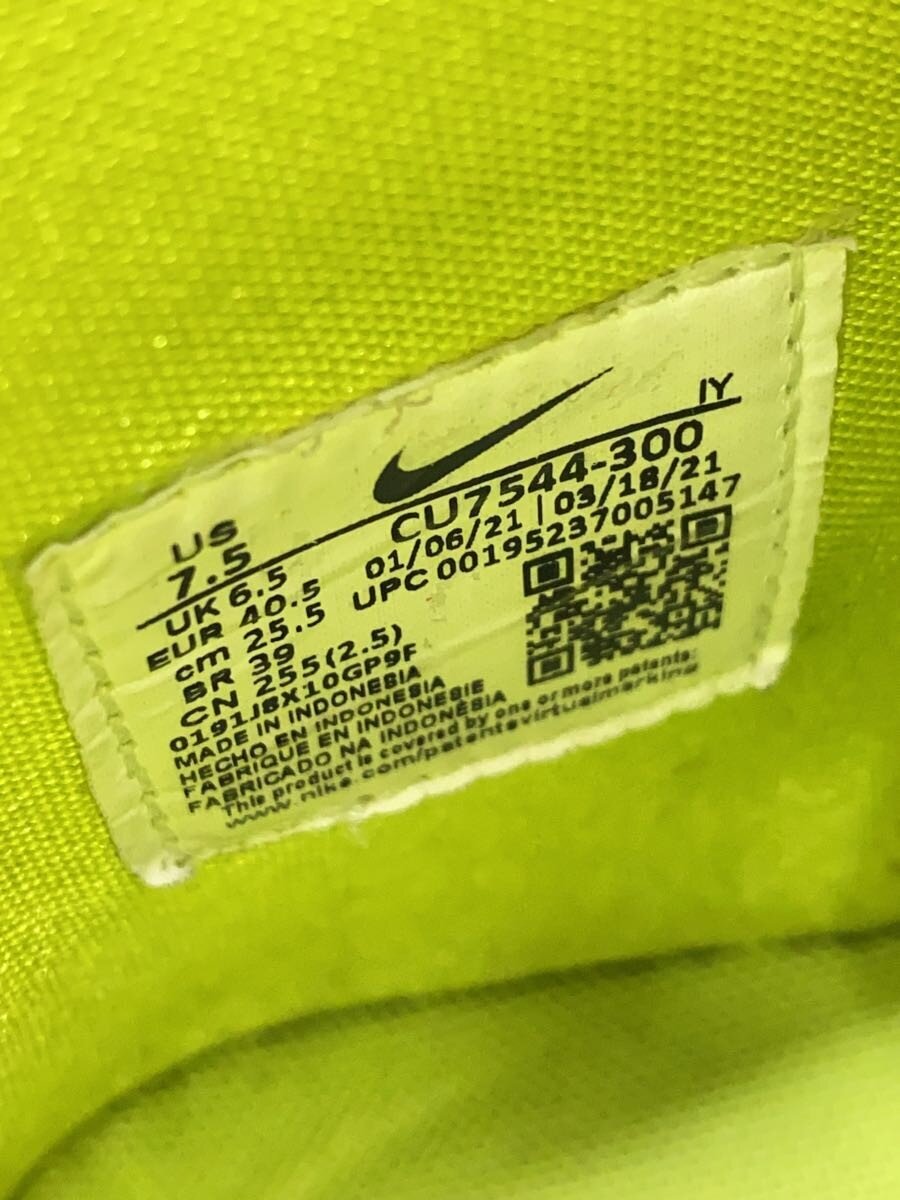 IY
US
7.5
UK 6.5
EUR 40.5
cm 25.5
BR 39
CN 255(2.5)
CU7544-300
01/06/21 | 03/18/21
UPC 00195237005147
0191J8X10GP9F
MADE IN INDONESIA
HECHO EN INDONESIA
FABRIQUE EN INDONESIE
FABRICADO NA INDONÉSIA
This product is covered by one or more patents:
www.nike.com/patentsvirtualmarking